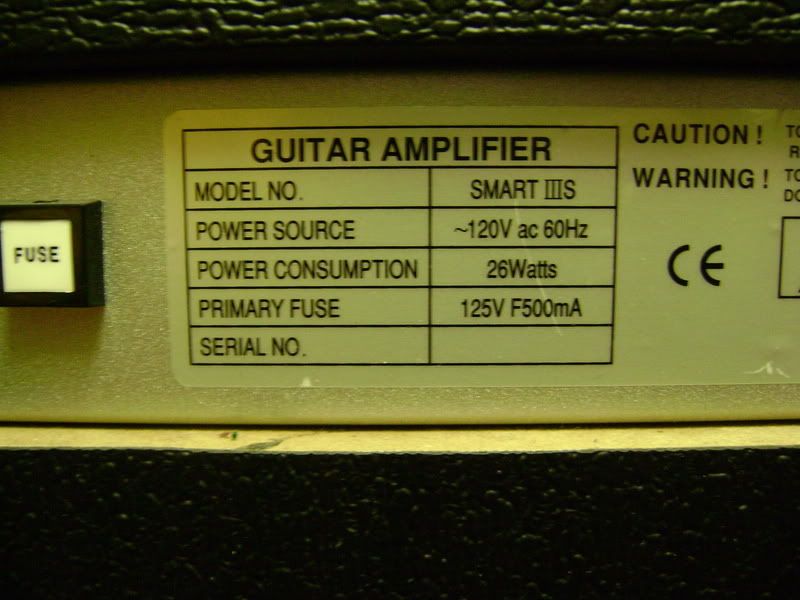 GUITAR AMPLIFIER
MODEL NO. SMART IIIS
POWER SOURCE ~120V ac 60Hz
POWER CONSUMPTION 26Watts
PRIMARY FUSE 125V F500mA
SERIAL NO.
FUSE
CAUTION !
WARNING !
CE